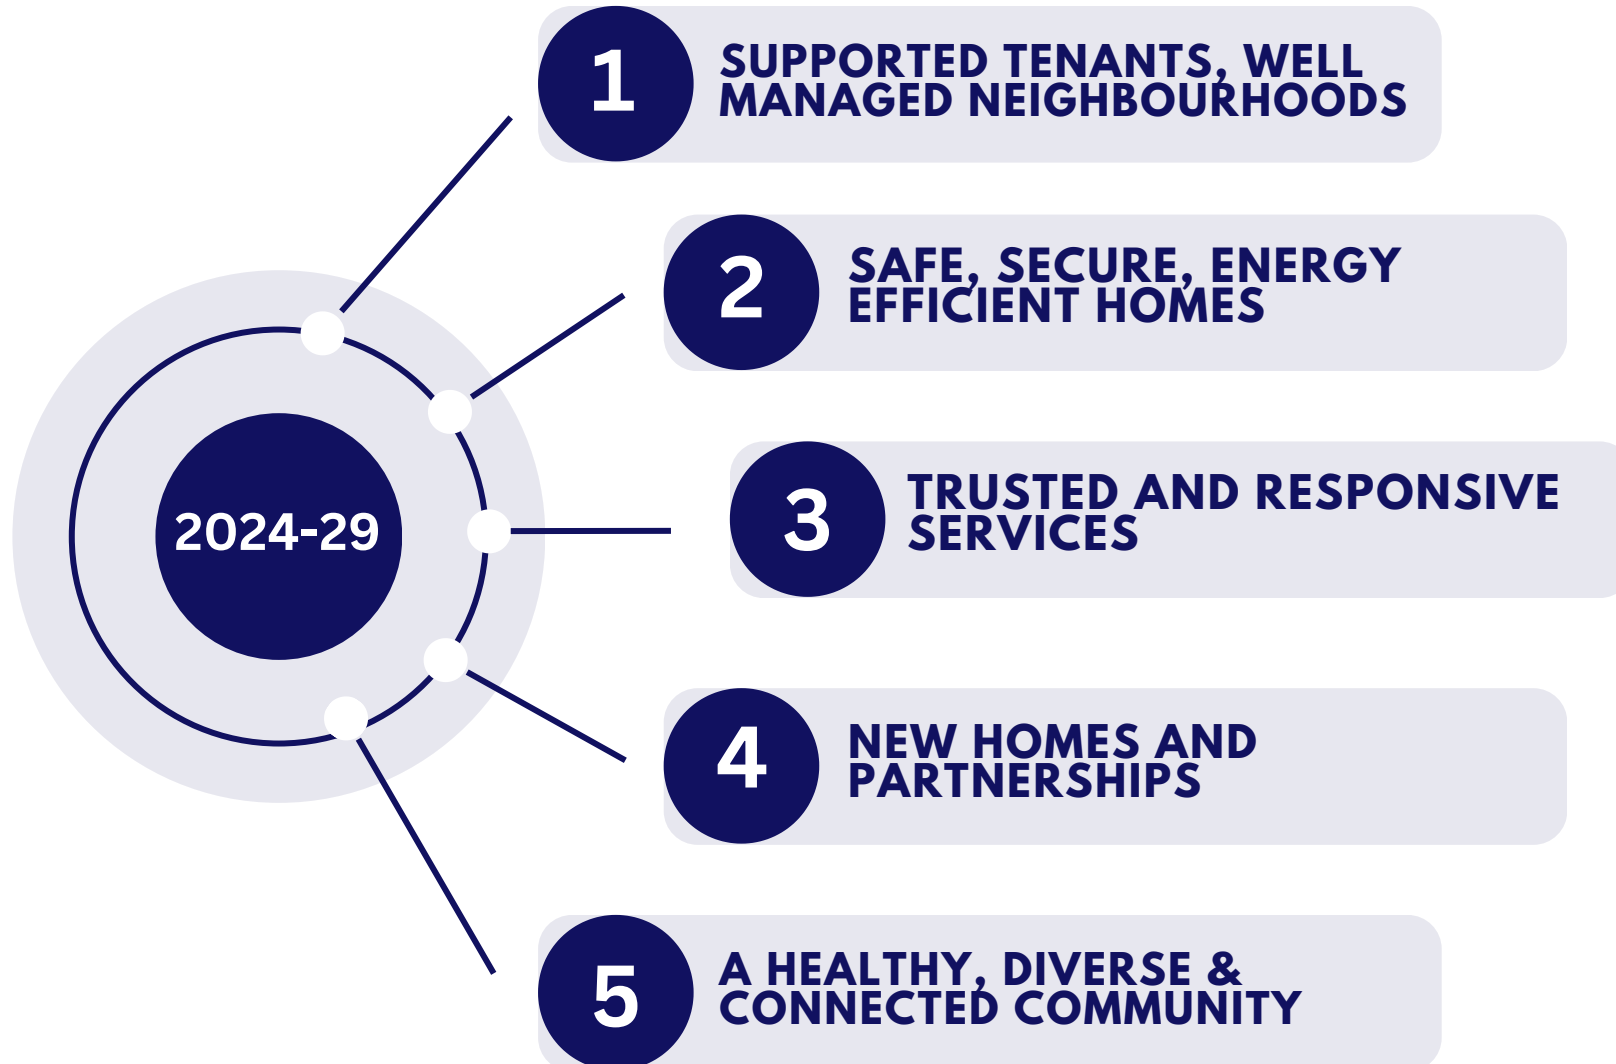 1
SUPPORTED TENANTS, WELL
MANAGED NEIGHBOURHOODS
2
SAFE, SECURE, ENERGY
EFFICIENT HOMES
2024-29
3
TRUSTED AND RESPONSIVE
SERVICES
4
NEW HOMES AND
PARTNERSHIPS
5
A HEALTHY, DIVERSE &
CONNECTED COMMUNITY